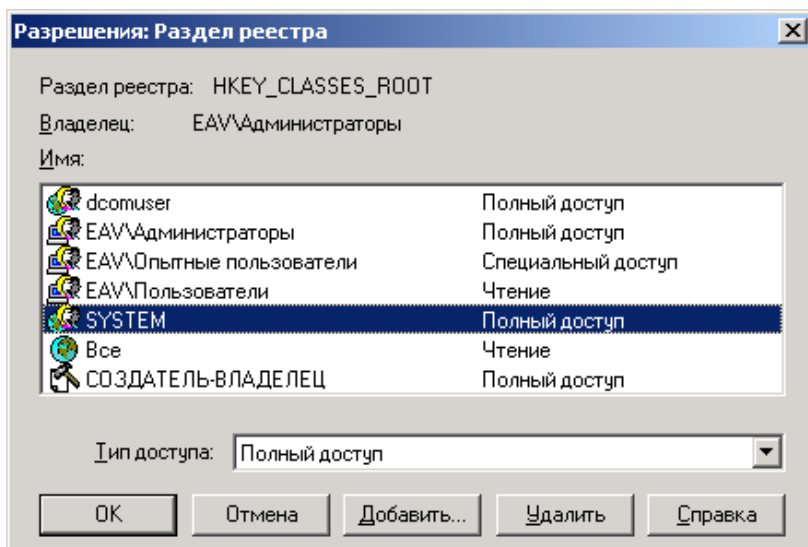 Разрешения: Раздел реестра
Раздел реестра: HKEY_CLASSES_ROOT
Владелец: EAV\Администраторы
Имя:
dcomuser Полный доступ
EAV\Администраторы Полный доступ
EAV\Опытные пользователи Специальный доступ
EAV\Пользователи Чтение
SYSTEM Полный доступ
Все Чтение
СОЗДАТЕЛЬ-ВЛАДЕЛЕЦ Полный доступ
Тип доступа: Полный доступ
OK Отмена Добавить... Удалить Справка